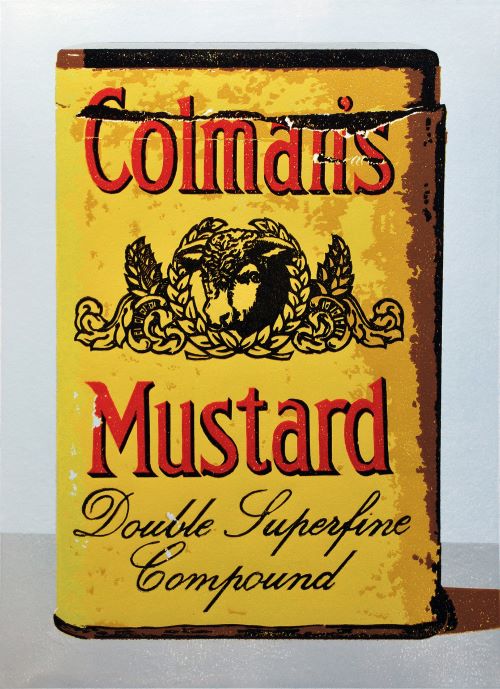 Colman's
Mustard
Double Superfine
Compound